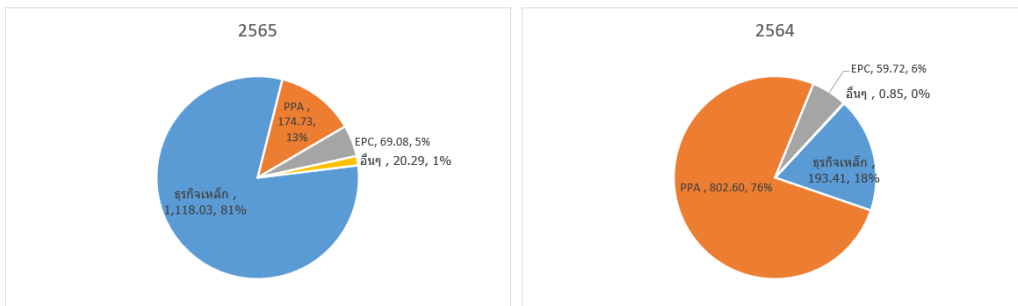 2565
PPA ,
174.73,
13%
EPC, 69.08, 5%
อื่นๆ , 20.29, 1%
ธุรกิจเหล็ก ,
1,118.03, 81%
2564
EPC, 59.72, 6%
อื่นๆ , 0.85, 0%
ธุรกิจเหล็ก ,
193.41, 18%
PPA , 802.60, 76%